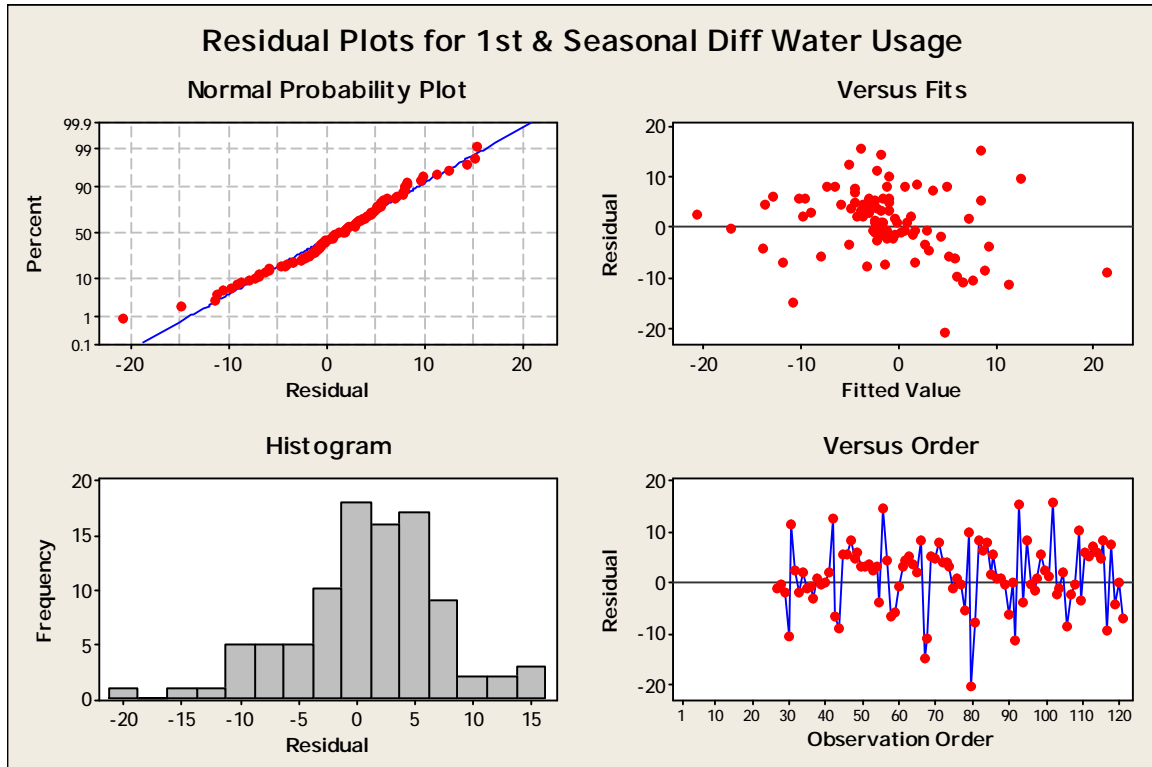 Residual Plots for 1st & Seasonal Diff Water Usage
Normal Probability Plot
99.9
99
90
50
10
1
0.1
Percent
-20 -10 0 10 20
Residual
Versus Fits
20
10
0
-10
-20
Residual
-20 -10 0 10 20
Fitted Value
Histogram
20
15
10
5
0
Frequency
-20 -15 -10 -5 0 5 10 15
Residual
Versus Order
20
10
0
-10
-20
Residual
1 10 20 30 40 50 60 70 80 90 100 110 120
Observation Order